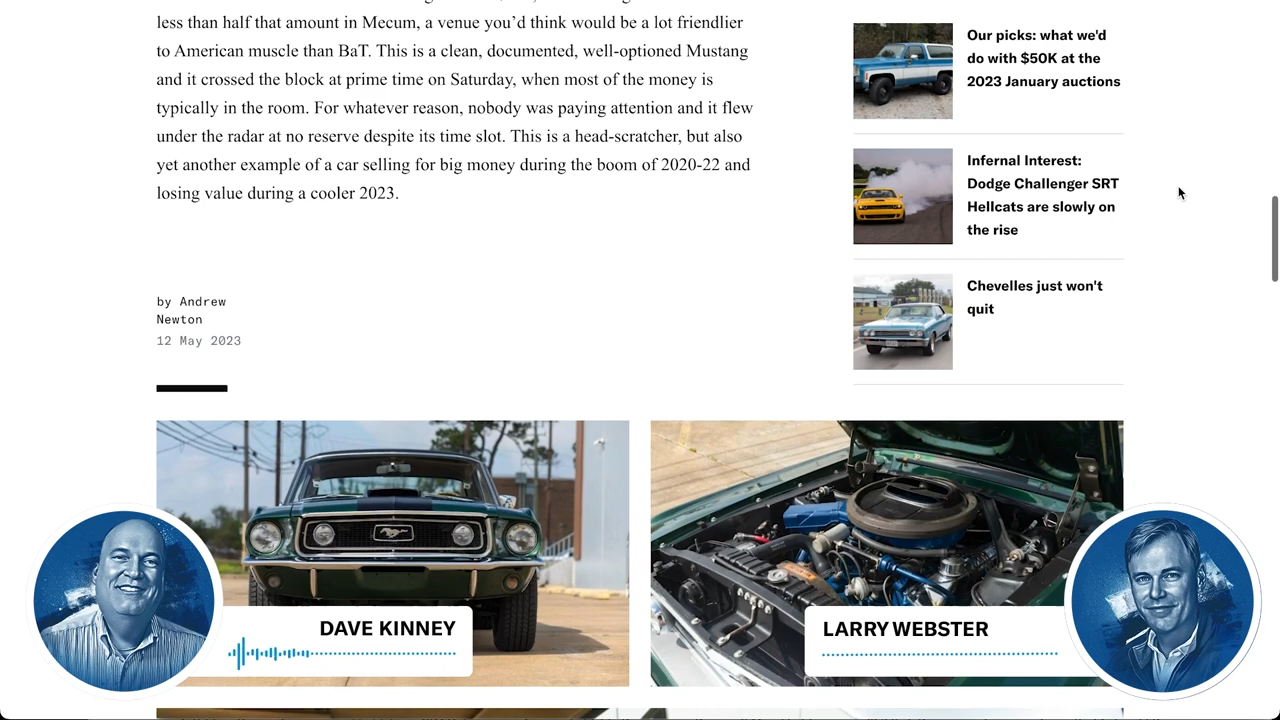 less than half that amount in Mecum, a venue you’d think would be a lot friendlier
to American muscle than BaT. This is a clean, documented, well-optioned Mustang
and it crossed the block at prime time on Saturday, when most of the money is
typically in the room. For whatever reason, nobody was paying attention and it flew
under the radar at no reserve despite its time slot. This is a head-scratcher, but also
yet another example of a car selling for big money during the boom of 2020-22 and
losing value during a cooler 2023.
by Andrew
Newton
12 May 2023
Our picks: what we'd
do with $50K at the
2023 January auctions
Infernal Interest:
Dodge Challenger SRT
Hellcats are slowly on
the rise
Chevelles just won't
quit
DAVE KINNEY
LARRY WEBSTER